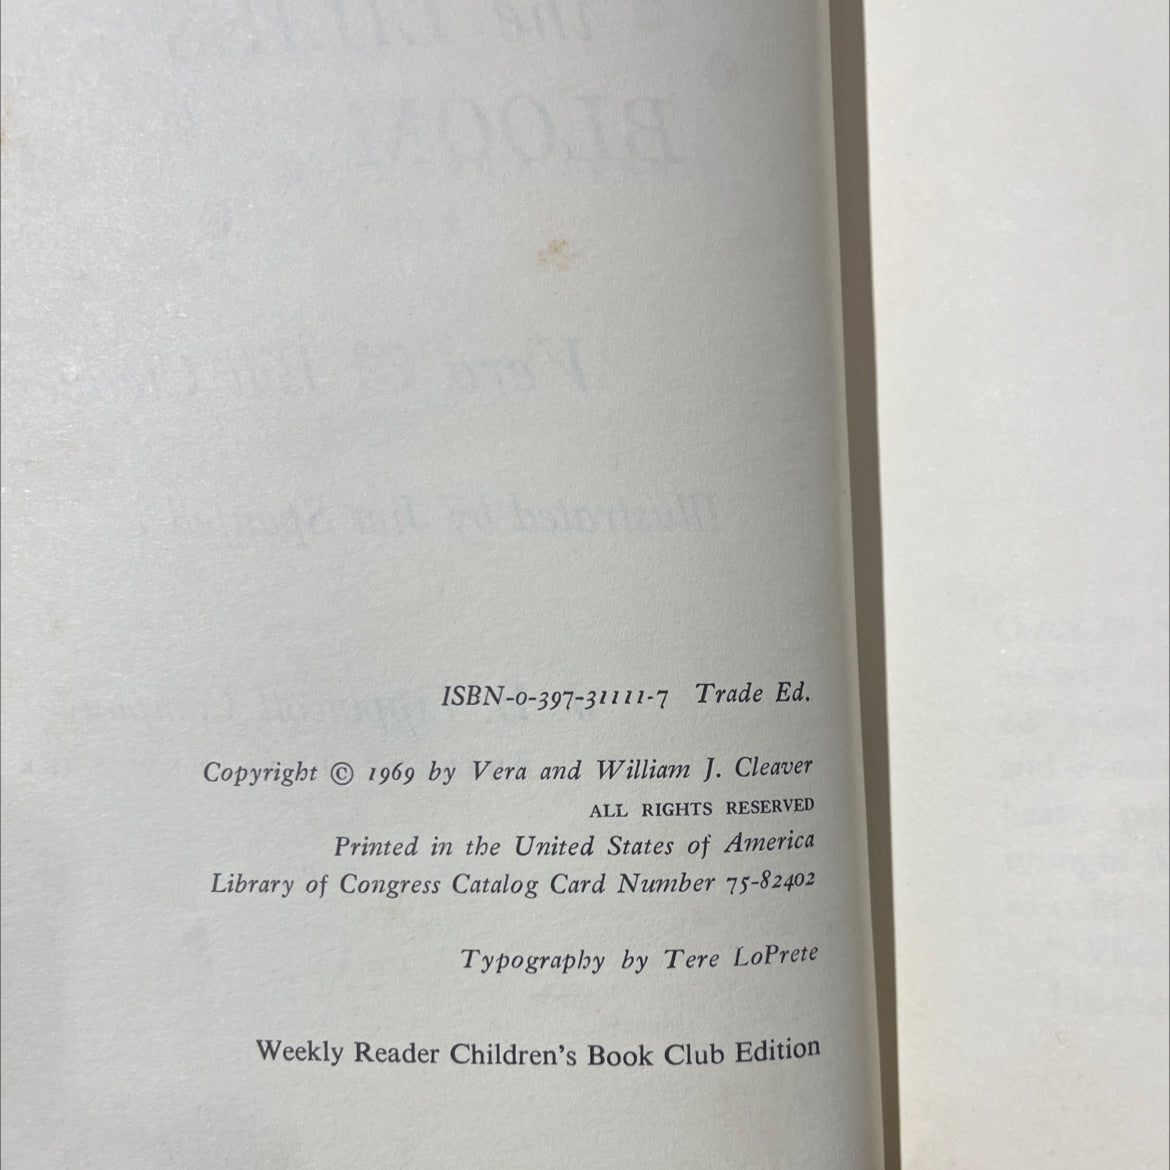 ISBN-0-397-31111-7 Trade Ed.
Copyright © 1969 by Vera and William J. Cleaver
ALL RIGHTS RESERVED
Printed in the United States of America
Library of Congress Catalog Card Number 75-82402
Typography by Tere LoPrete
Weekly Reader Children's Book Club Edition